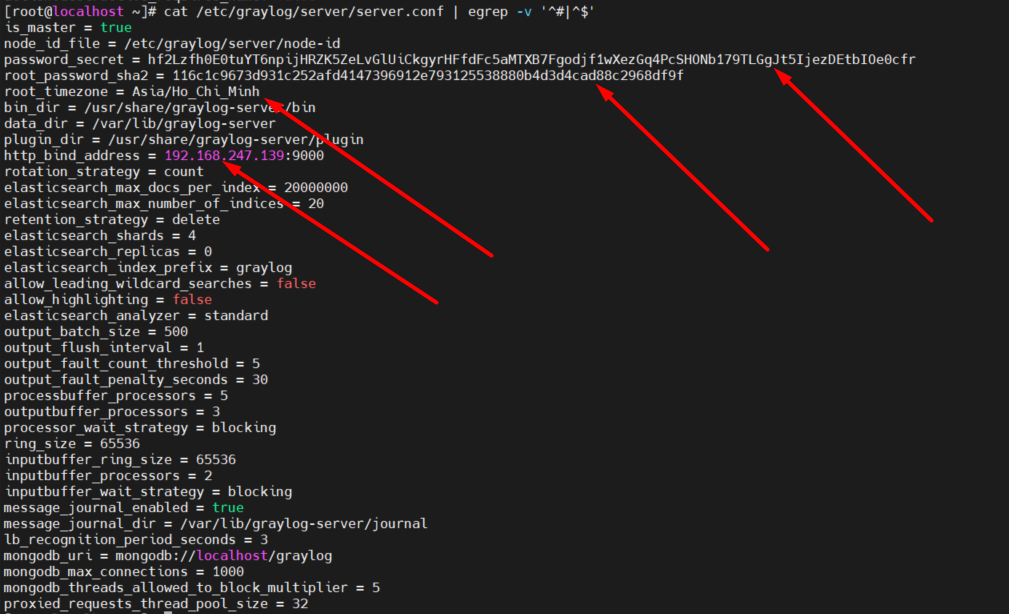 [root@localhost ~]# cat /etc/graylog/server/server.conf | egrep -v '^#|^$'
is_master = true
node_id_file = /etc/graylog/server/node-id
password_secret = hf2Lzfh0E0tuYT6npijHRZK5ZeLvGlUiCkgyrHFfdFc5aMTXB7Fgodjf1wXezGq4PcSHONb179TLGgJt5IjezDEtbIOe0cfr
root_password_sha2 = 116c1c9673d931c252afd4147396912e793125538880b4d3d4cad88c2968df9f
root_timezone = Asia/Ho_Chi_Minh
bin_dir = /usr/share/graylog-server/bin
data_dir = /var/lib/graylog-server
plugin_dir = /usr/share/graylog-server/plugin
http_bind_address = 192.168.247.139:9000
rotation_strategy = count
elasticsearch_max_docs_per_index = 20000000
elasticsearch_max_number_of_indices = 20
retention_strategy = delete
elasticsearch_shards = 4
elasticsearch_replicas = 0
elasticsearch_index_prefix = graylog
allow_leading_wildcard_searches = false
allow_highlighting = false
elasticsearch_analyzer = standard
output_batch_size = 500
output_flush_interval = 1
output_fault_count_threshold = 5
output_fault_penalty_seconds = 30
processbuffer_processors = 5
outputbuffer_processors = 3
processor_wait_strategy = blocking
ring_size = 65536
inputbuffer_ring_size = 65536
inputbuffer_processors = 2
inputbuffer_wait_strategy = blocking
message_journal_enabled = true
message_journal_dir = /var/lib/graylog-server/journal
lb_recognition_period_seconds = 3
mongodb_uri = mongodb://localhost/graylog
mongodb_max_connections = 1000
mongodb_threads_allowed_to_block_multiplier = 5
proxied_requests_thread_pool_size = 32